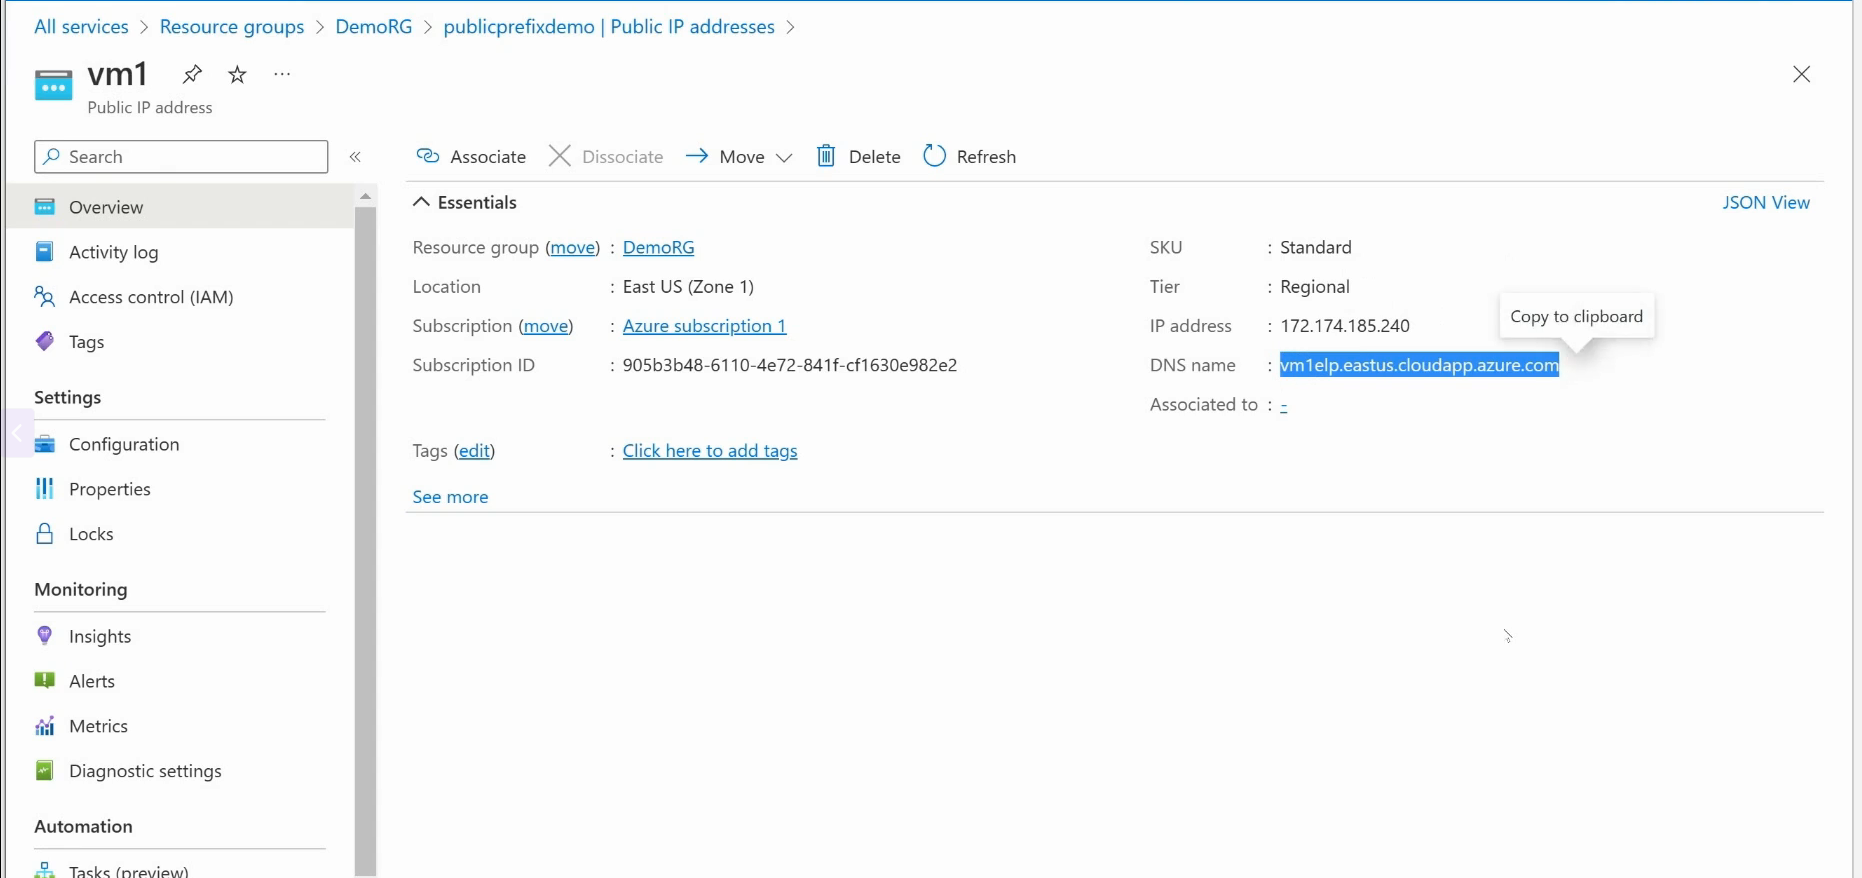 All services > Resource groups > DemoRG > publicprefixdemo | Public IP addresses >
vm1
Public IP address
Search
Associate Dissociate Move Delete Refresh
Overview
Activity log
Access control (IAM)
Tags
Settings
Configuration
Properties
Locks
Monitoring
Insights
Alerts
Metrics
Diagnostic settings
Automation
Tasks (preview)
Essentials
JSON View
Resource group (move) : DemoRG
Location : East US (Zone 1)
Subscription (move) : Azure subscription 1
Subscription ID : 905b3b48-6110-4e72-841f-cf1630e982e2
SKU : Standard
Tier : Regional
IP address : 172.174.185.240
DNS name : vm1elp.eastus.cloudapp.azure.com
Associated to : -
Copy to clipboard
Tags (edit) : Click here to add tags
See more